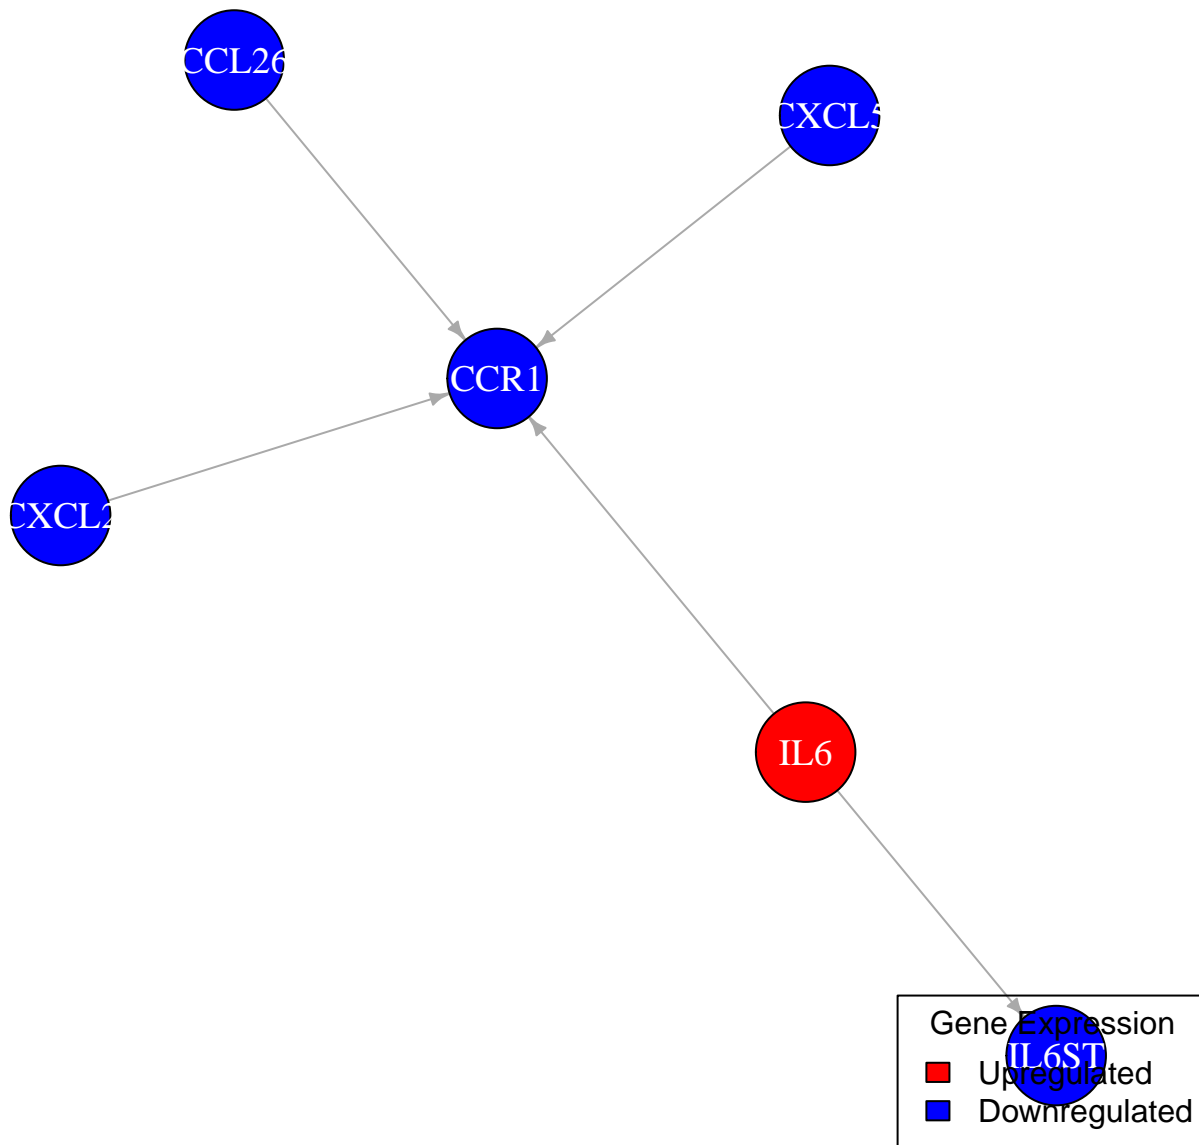 CCL26
CXCL5
CCR1
CXCL2
IL6
Gene Expression
IL6ST
Upregulated
Downregulated